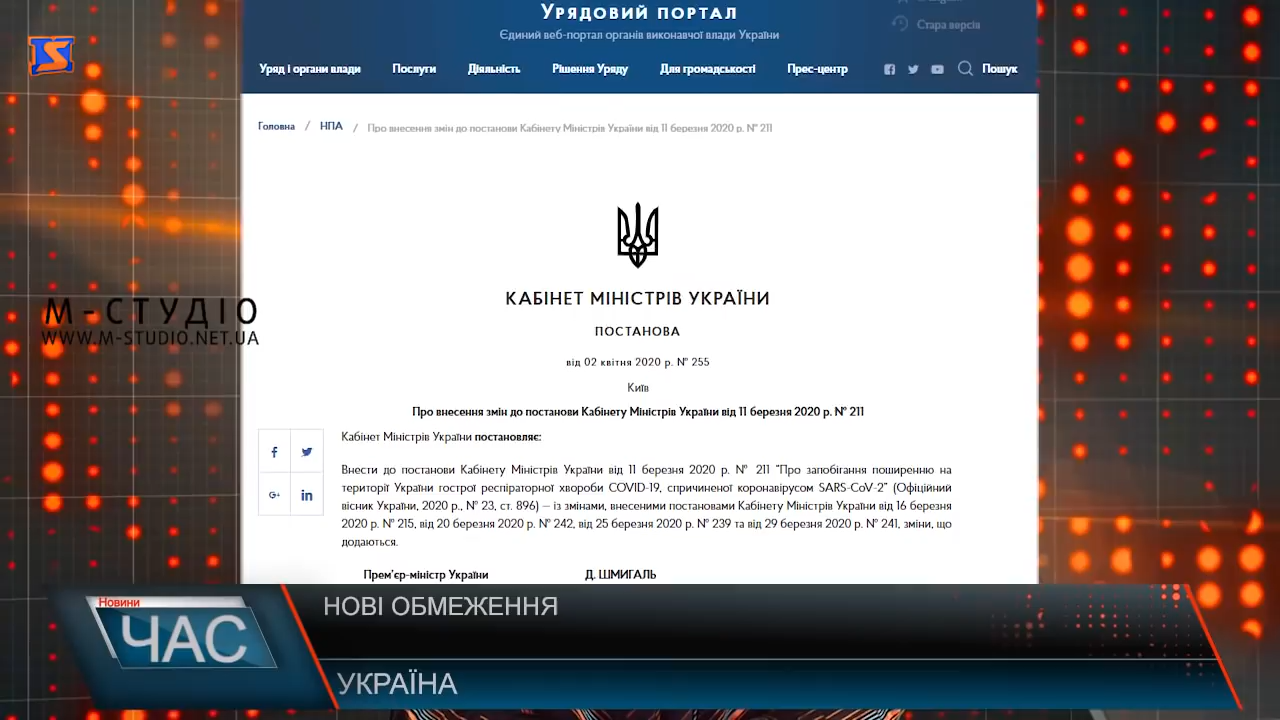 Урядовий портал
Єдиний веб-портал органів виконавчої влади України
Стара версія
Уряд і органи влади Послуги Діяльність Рішення Уряду Для громадськості Прес-центр Пошук
Головна / НПА / Про внесення змін до постанови Кабінету Міністрів України від 11 березня 2020 р. № 211
КАБІНЕТ МІНІСТРІВ УКРАЇНИ
ПОСТАНОВА
від 02 квітня 2020 р. № 255
Київ
Про внесення змін до постанови Кабінету Міністрів України від 11 березня 2020 р. № 211
Кабінет Міністрів України постановляє:
Внести до постанови Кабінету Міністрів України від 11 березня 2020 р. № 211 “Про запобігання поширенню на
території України гострої респіраторної хвороби COVID-19, спричиненої коронавірусом SARS-CoV-2” (Офіційний
вісник України, 2020 р., № 23, ст. 896) — із змінами, внесеними постановами Кабінету Міністрів України від 16 березня
2020 р. № 215, від 20 березня 2020 р. № 242, від 25 березня 2020 р. № 239 та від 29 березня 2020 р. № 241, зміни, що
додаються.
Прем’єр-міністр України Д. ШМИГАЛЬ
М-СТУДІО
WWW.M-STUDIO.NET.UA
Новини
ЧАС
НОВІ ОБМЕЖЕННЯ
УКРАЇНА